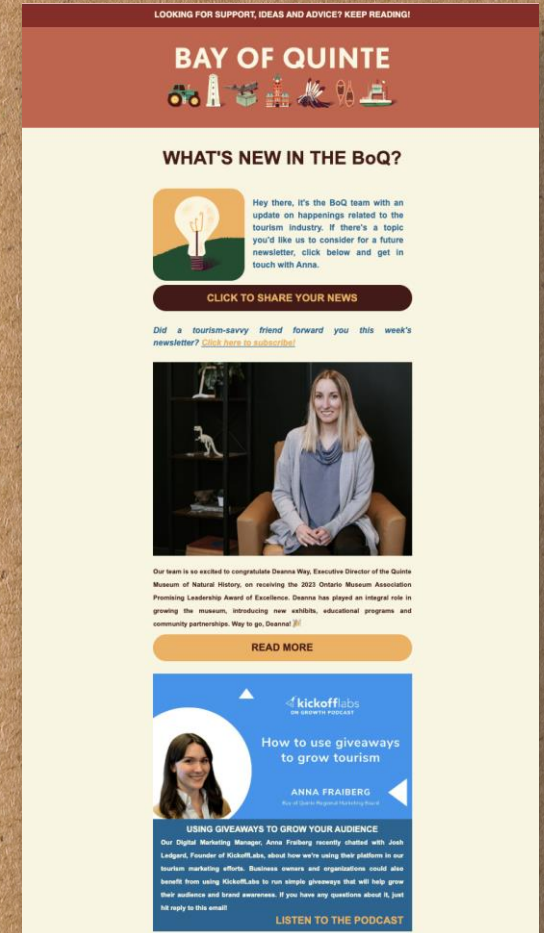 LOOKING FOR SUPPORT, IDEAS AND ADVICE? KEEP READING!
BAY OF QUINTE
WHAT'S NEW IN THE BoQ?
Hey there, it's the BoQ team with an
update on happenings related to the
tourism industry. If there's a topic
you'd like us to consider for a future
newsletter, click below and get in
touch with Anna.
CLICK TO SHARE YOUR NEWS
Did a tourism-savvy friend forward you this week's
newsletter? Click here to subscribe!
Our team is so excited to congratulate Deanna Way, Executive Director of the Quinte
Museum of Natural History, on receiving the 2023 Ontario Museum Association
Promising Leadership Award of Excellence. Deanna has played an integral role in
growing the museum, introducing new exhibits, educational programs and
community partnerships. Way to go, Deanna! 🎉
READ MORE
kickofflabs
ON GROWTH PODCAST
How to use giveaways
to grow tourism
ANNA FRAIBERG
Bay of Quinte Regional Marketing Board
USING GIVEAWAYS TO GROW YOUR AUDIENCE
Our Digital Marketing Manager, Anna Fraiberg recently chatted with Josh
Ledgard, Founder of KickoffLabs, about how we're using their platform in our
tourism marketing efforts. Business owners and organizations could also
benefit from using KickoffLabs to run simple giveaways that will help grow
their audience and brand awareness. If you have any questions about it, just
hit reply to this email!
LISTEN TO THE PODCAST